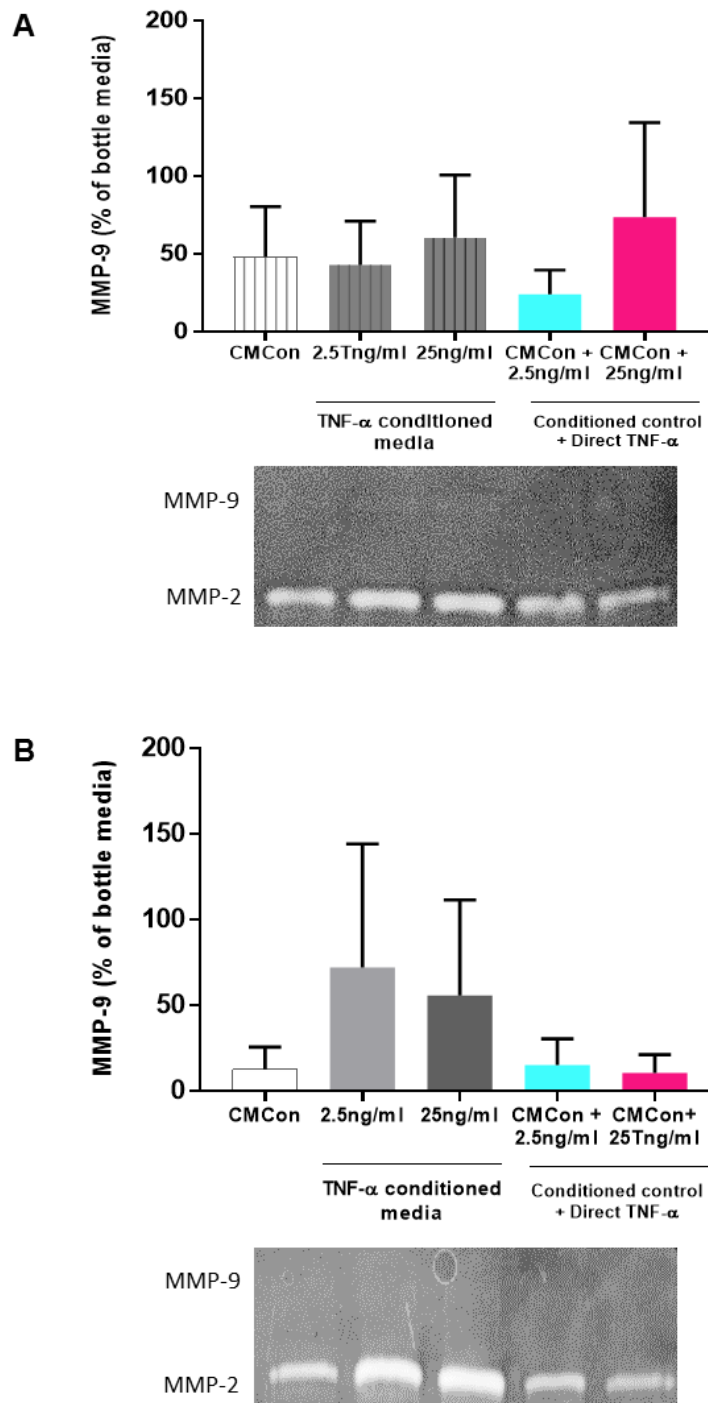 A
MMP-9 (% of bottle media)
200
150
100
50
0
CMCon
2.5Tng/ml
25ng/ml
CMCon +
2.5ng/ml
CMCon +
25ng/ml
TNF-α conditioned
media
Conditioned control
+ Direct TNF-α
MMP-9
MMP-2
B
MMP-9 (% of bottle media)
200
150
100
50
0
CMCon
2.5ng/ml
25ng/ml
CMCon +
2.5ng/ml
CMCon+
25Tng/ml
TNF-α conditioned
media
Conditioned control
+ Direct TNF-α
MMP-9
MMP-2